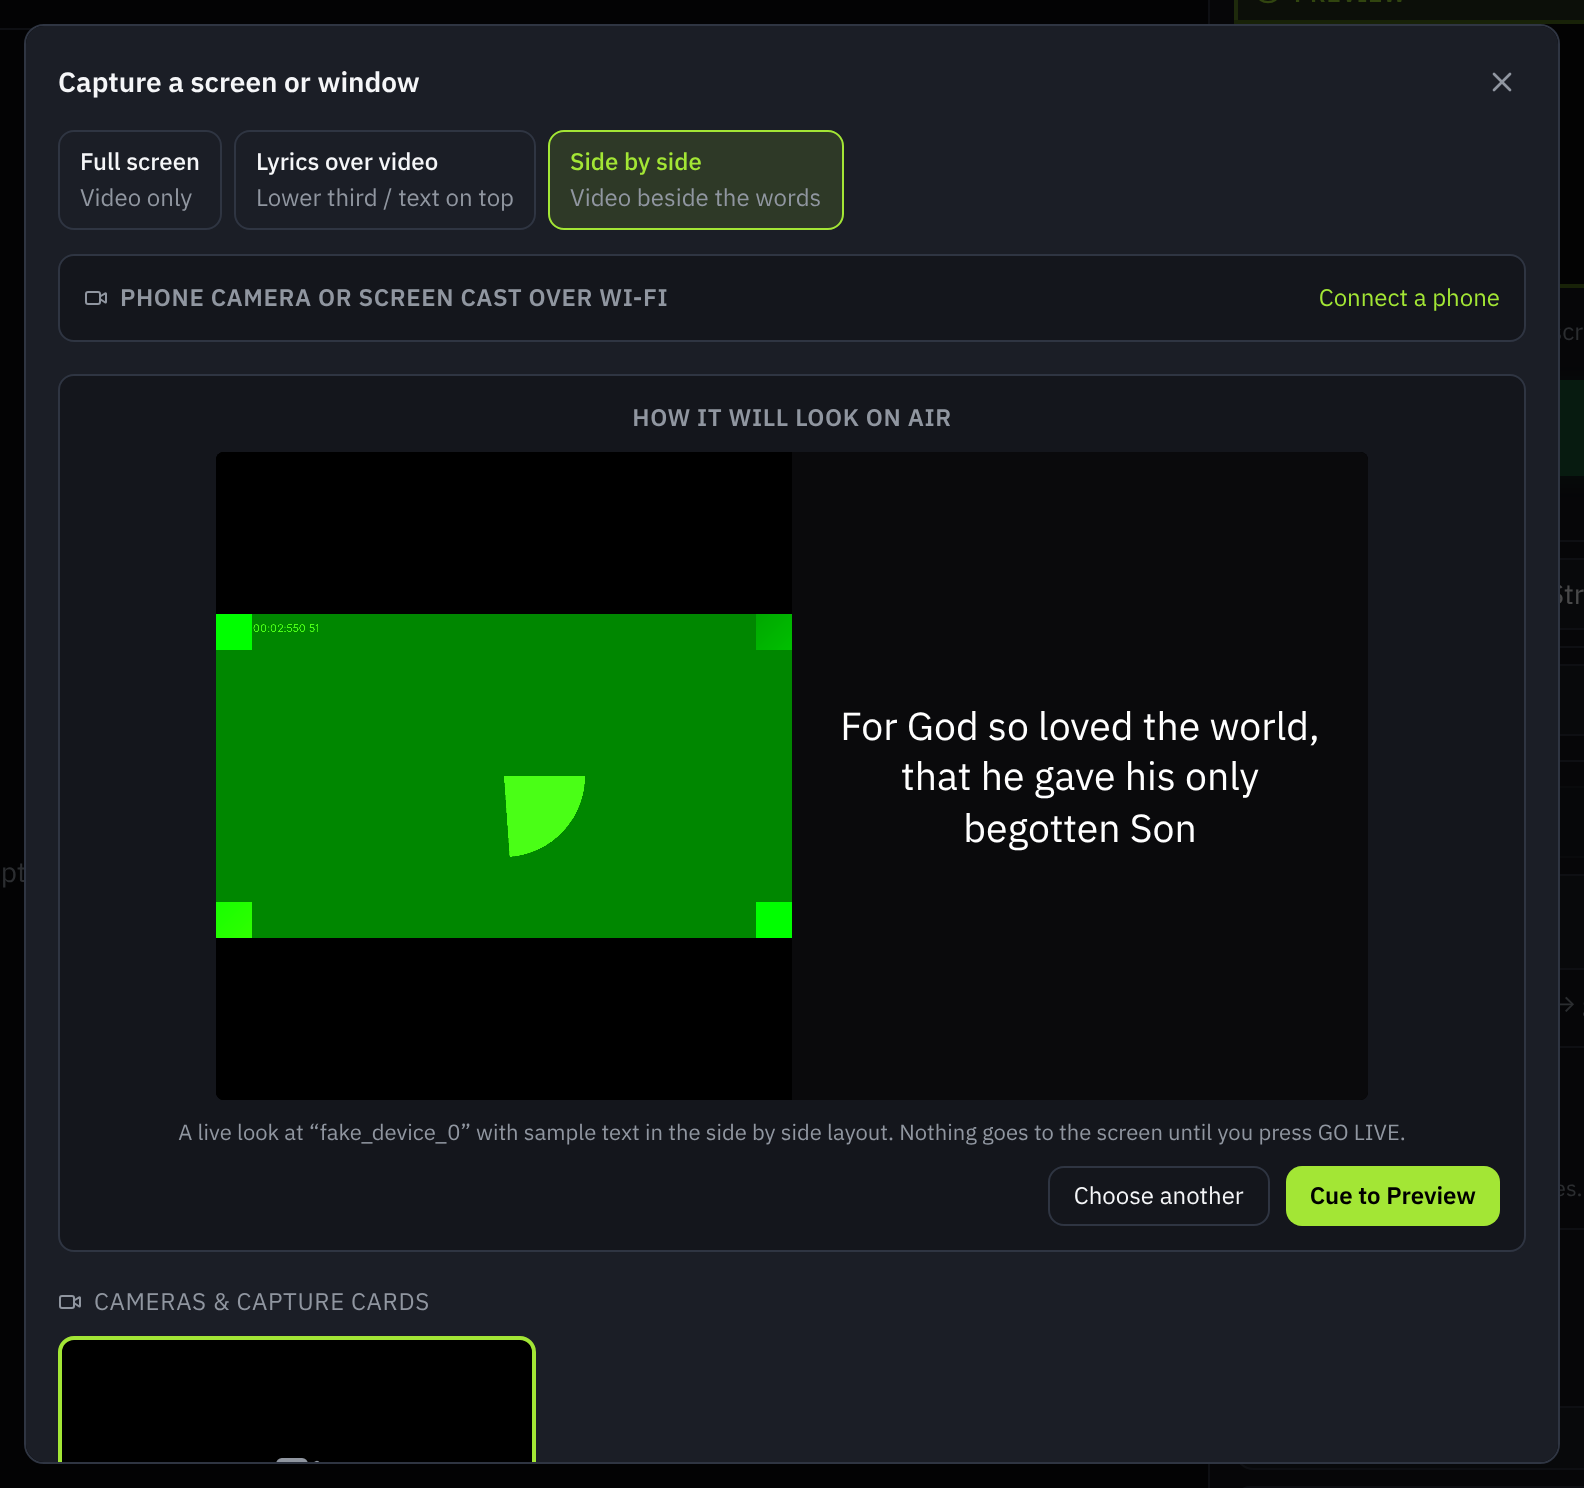 Capture a screen or window
Full screen
Video only
Lyrics over video
Lower third / text on top
Side by side
Video beside the words
PHONE CAMERA OR SCREEN CAST OVER WI-FI
Connect a phone
HOW IT WILL LOOK ON AIR
00:02:550 51
For God so loved the world,
that he gave his only
begotten Son
A live look at “fake_device_0” with sample text in the side by side layout. Nothing goes to the screen until you press GO LIVE.
Choose another
Cue to Preview
CAMERAS & CAPTURE CARDS